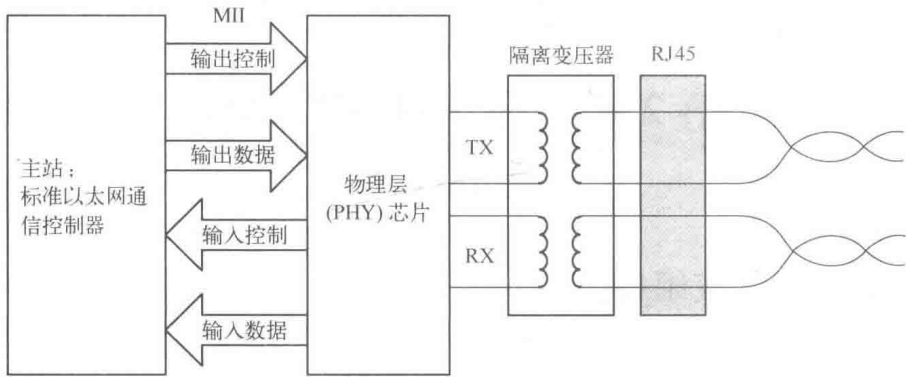 MII
输出控制
输出数据
输入控制
输入数据
主站：
标准以太网通
信控制器
物理层
(PHY) 芯片
TX
RX
隔离变压器
RJ45